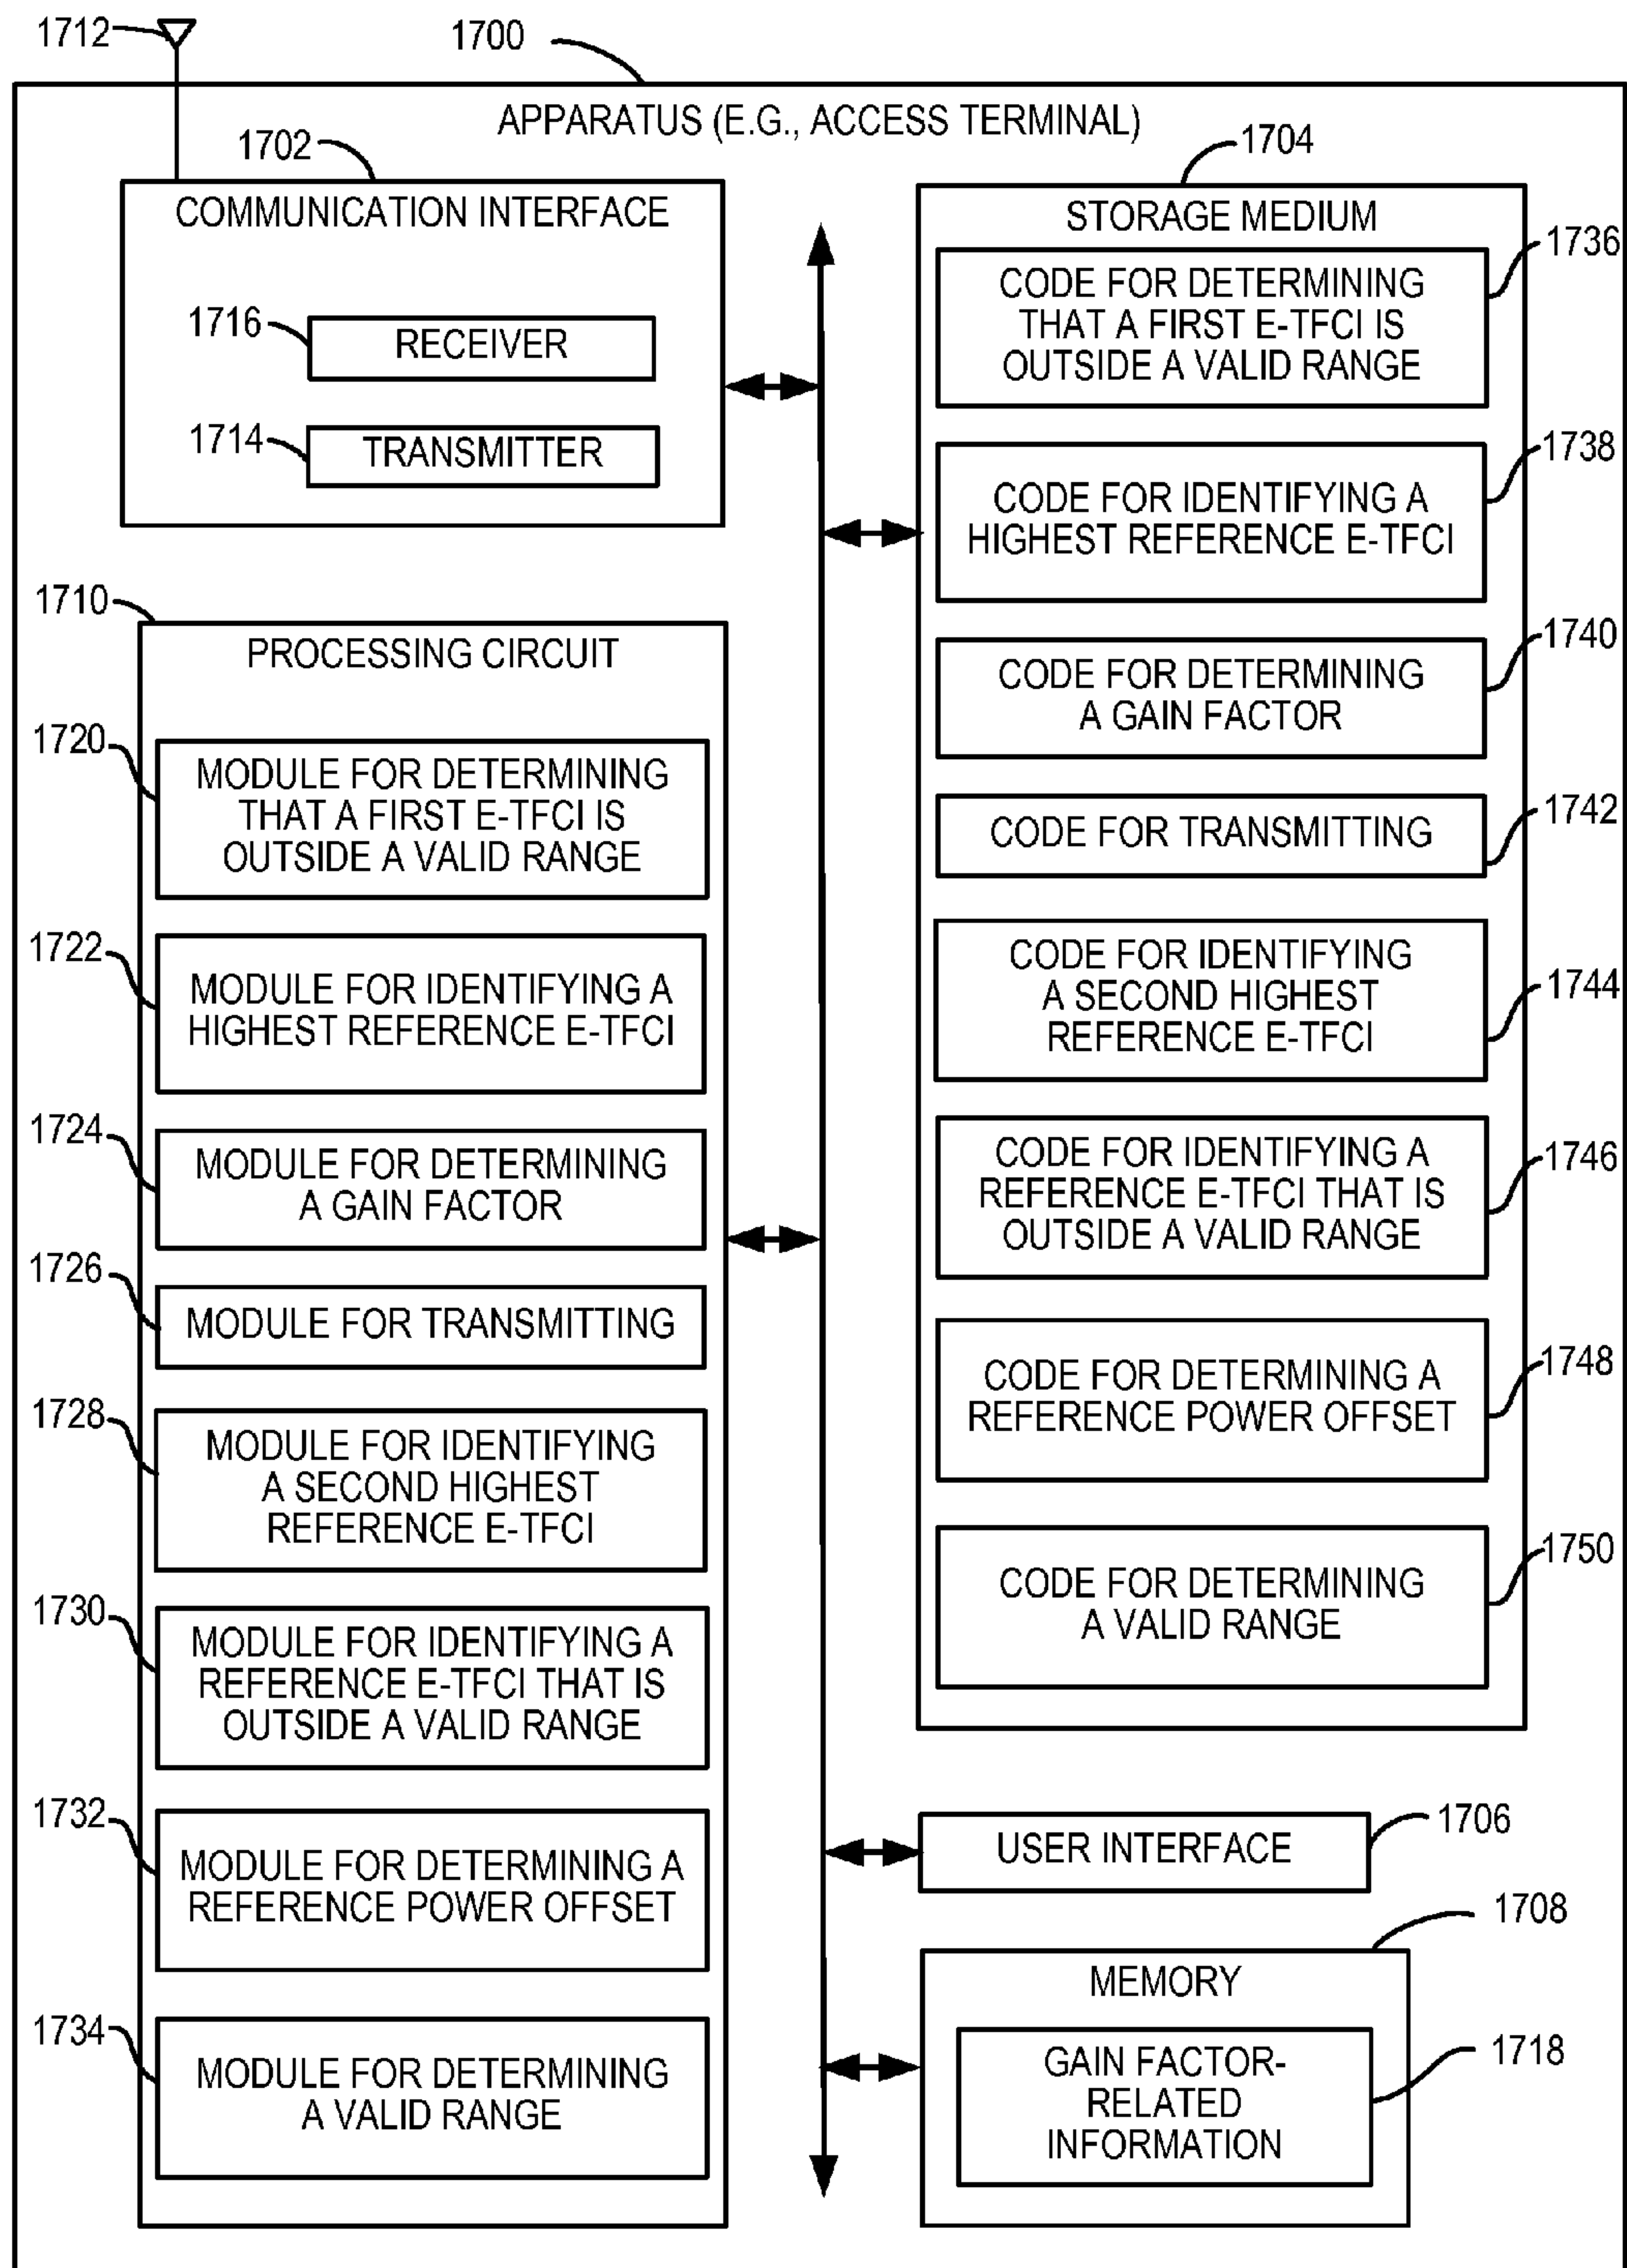 1712
1700
APPARATUS (E.G., ACCESS TERMINAL)
1702
COMMUNICATION INTERFACE
1716
RECEIVER
1714
TRANSMITTER
1710
PROCESSING CIRCUIT
1720
MODULE FOR DETERMINING
THAT A FIRST E-TFCI IS
OUTSIDE A VALID RANGE
1722
MODULE FOR IDENTIFYING A
HIGHEST REFERENCE E-TFCI
1724
MODULE FOR DETERMINING
A GAIN FACTOR
1726
MODULE FOR TRANSMITTING
1728
MODULE FOR IDENTIFYING
A SECOND HIGHEST
REFERENCE E-TFCI
1730
MODULE FOR IDENTIFYING A
REFERENCE E-TFCI THAT IS
OUTSIDE A VALID RANGE
1732
MODULE FOR DETERMINING A
REFERENCE POWER OFFSET
1734
MODULE FOR DETERMINING
A VALID RANGE
1704
STORAGE MEDIUM
1736
CODE FOR DETERMINING
THAT A FIRST E-TFCI IS
OUTSIDE A VALID RANGE
1738
CODE FOR IDENTIFYING A
HIGHEST REFERENCE E-TFCI
1740
CODE FOR DETERMINING
A GAIN FACTOR
1742
CODE FOR TRANSMITTING
1744
CODE FOR IDENTIFYING
A SECOND HIGHEST
REFERENCE E-TFCI
1746
CODE FOR IDENTIFYING A
REFERENCE E-TFCI THAT IS
OUTSIDE A VALID RANGE
1748
CODE FOR DETERMINING A
REFERENCE POWER OFFSET
1750
CODE FOR DETERMINING
A VALID RANGE
1706
USER INTERFACE
1708
MEMORY
1718
GAIN FACTOR-
RELATED
INFORMATION